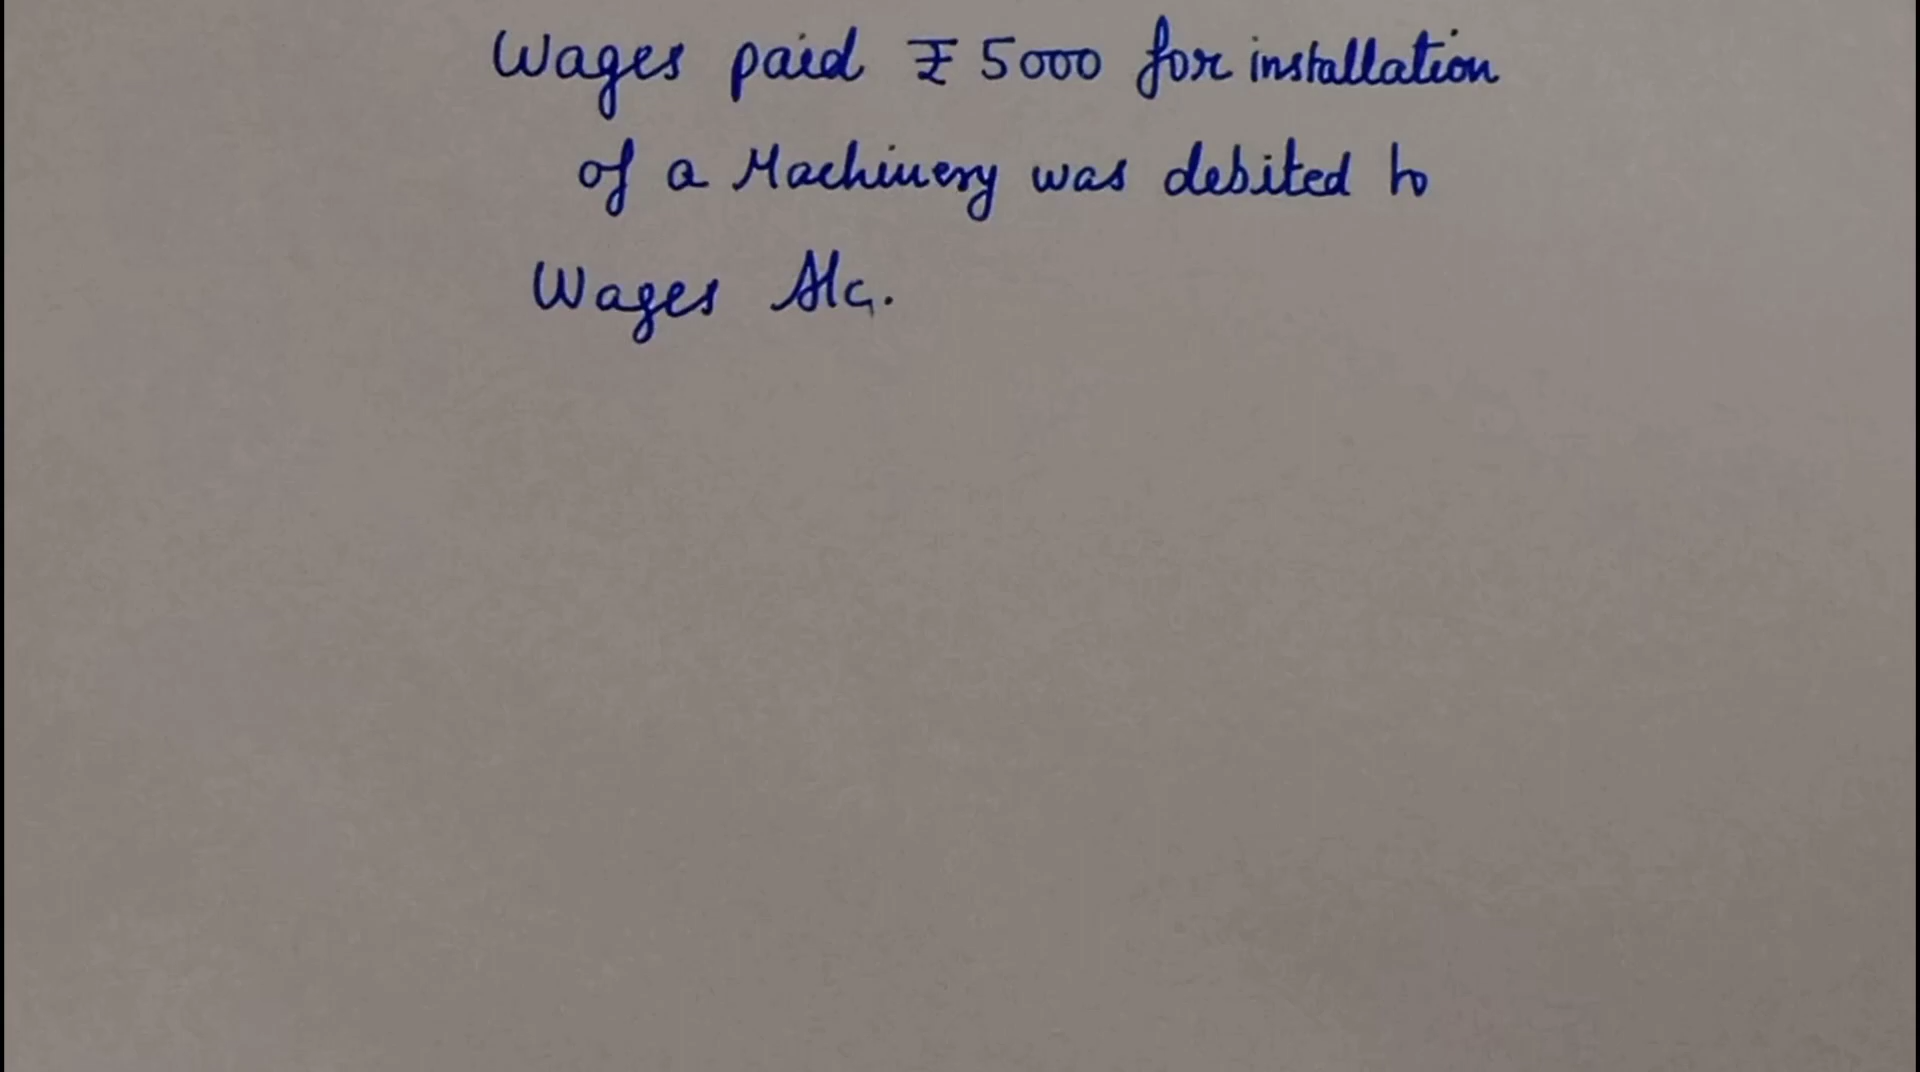 Wages paid ₹ 5000 for installation
of a Machinery was debited to
Wages A/c.